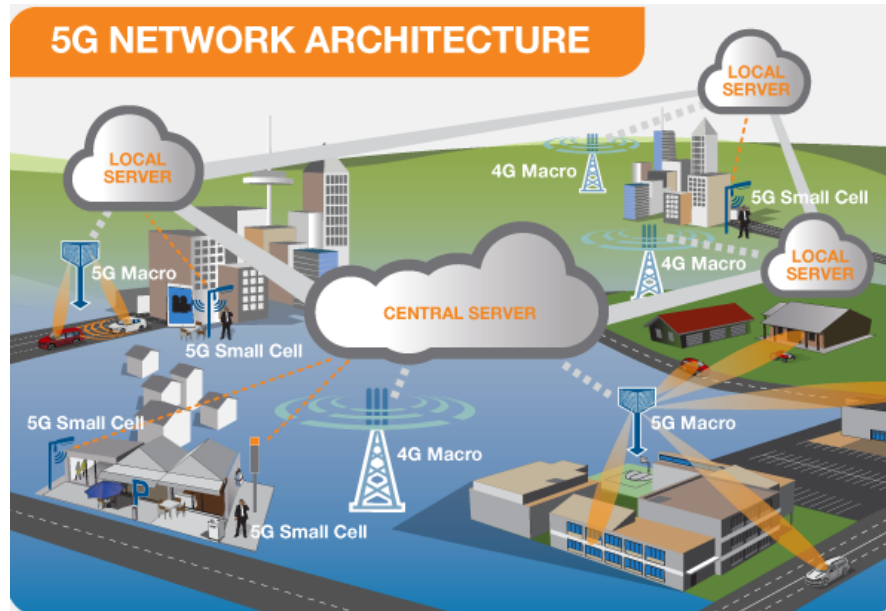 5G NETWORK ARCHITECTURE
LOCAL
SERVER
LOCAL
SERVER
4G Macro
5G Small Cell
LOCAL
SERVER
4G Macro
5G Macro
CENTRAL SERVER
5G Small Cell
5G Small Cell
5G Macro
4G Macro
P
5G Small Cell